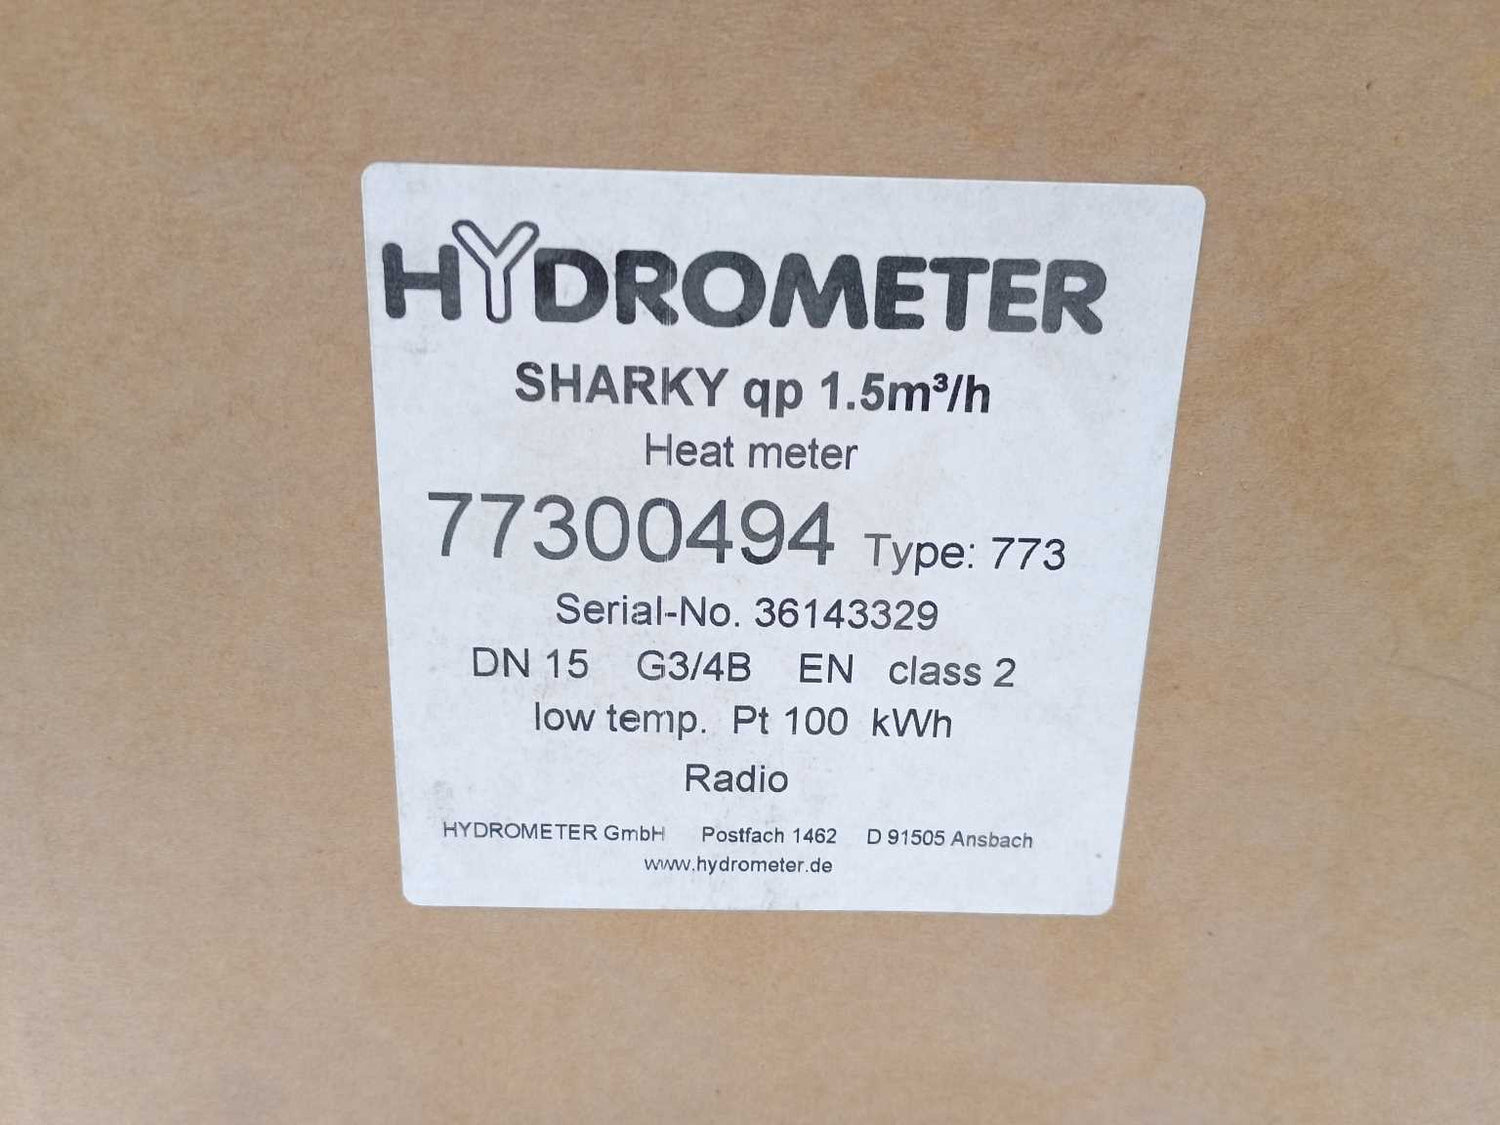 HYDROMETER
SHARKY qp 1.5m³/h
Heat meter
77300494 Type: 773
Serial-No. 36143329
DN 15 G3/4B EN class 2
low temp. Pt 100 kWh
Radio
HYDROMETER GmbH Postfach 1462 D 91505 Ansbach
www.hydrometer.de